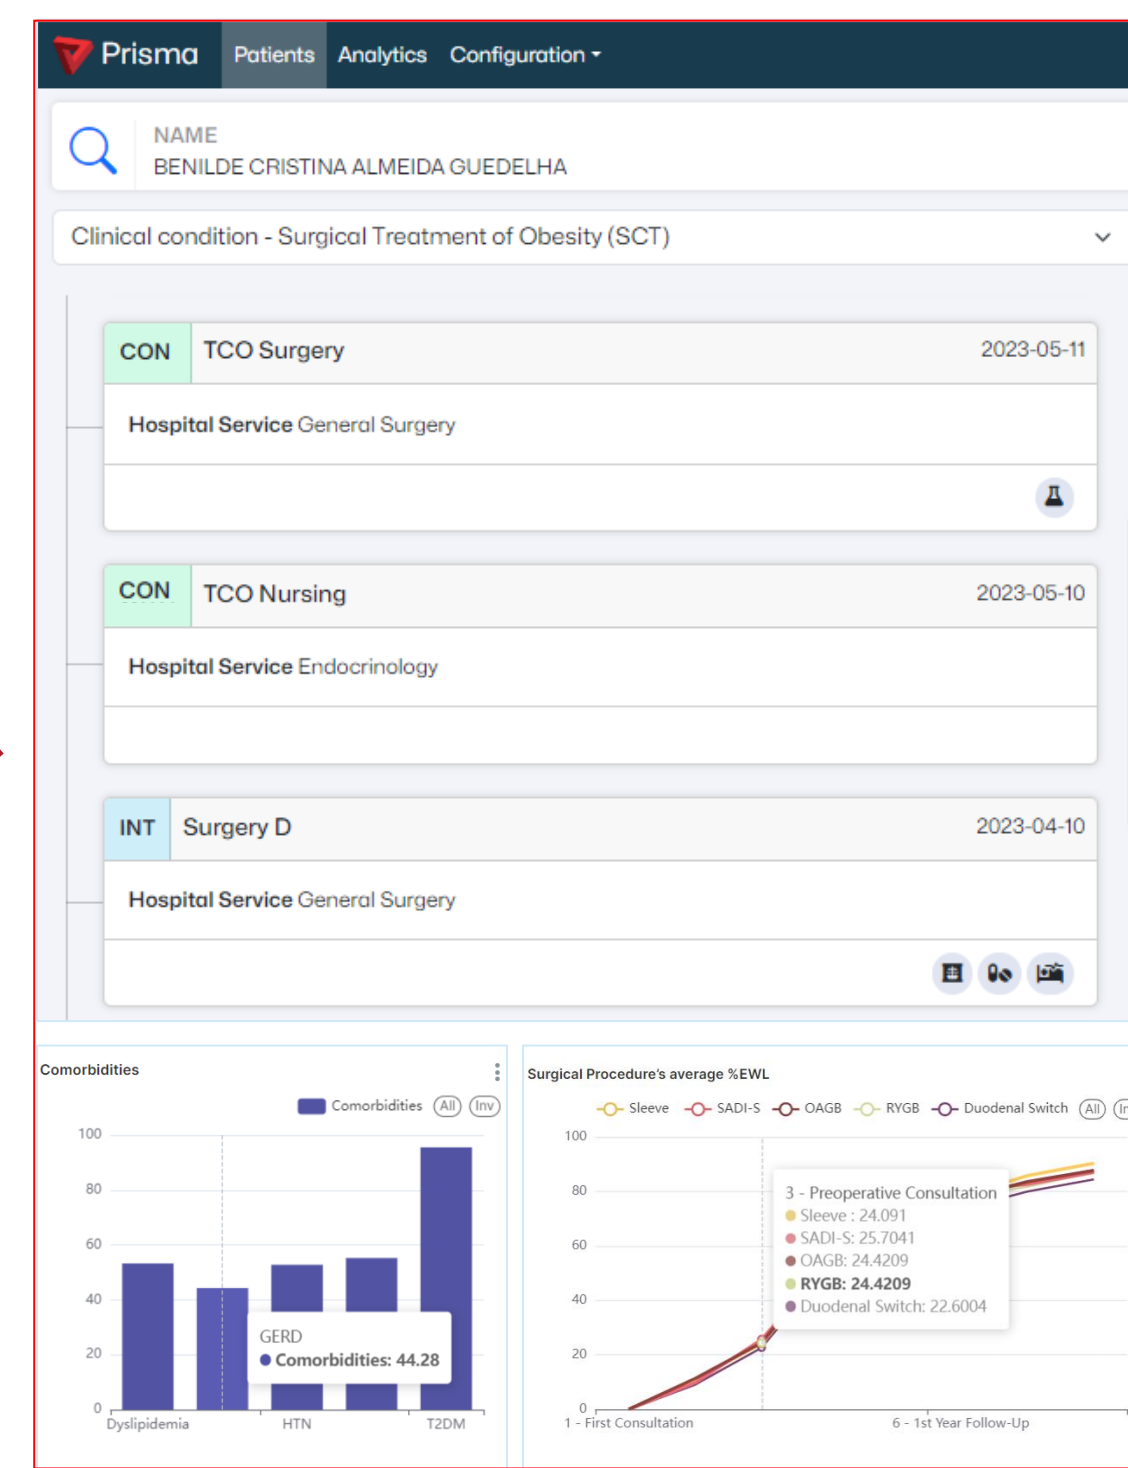 Prisma Patients Analytics Configuration
NAME
BENILDE CRISTINA ALMEIDA GUEDELHA
Clinical condition - Surgical Treatment of Obesity (SCT)
CON TCO Surgery 2023-05-11
Hospital Service General Surgery
CON TCO Nursing 2023-05-10
Hospital Service Endocrinology
INT Surgery D 2023-04-10
Hospital Service General Surgery
Comorbidities
Comorbidities All Inv
100
80
60
40
20
0
GERD
Comorbidities: 44.28
Dyslipidemia HTN T2DM
Surgical Procedure's average %EWL
Sleeve SADI-S OAGB RYGB Duodenal Switch All
100
80
60
40
20
0
3 - Preoperative Consultation
Sleeve : 24.091
SADI-S: 25.7041
OAGB: 24.4209
RYGB: 24.4209
Duodenal Switch: 22.6004
1 - First Consultation 6 - 1st Year Follow-Up